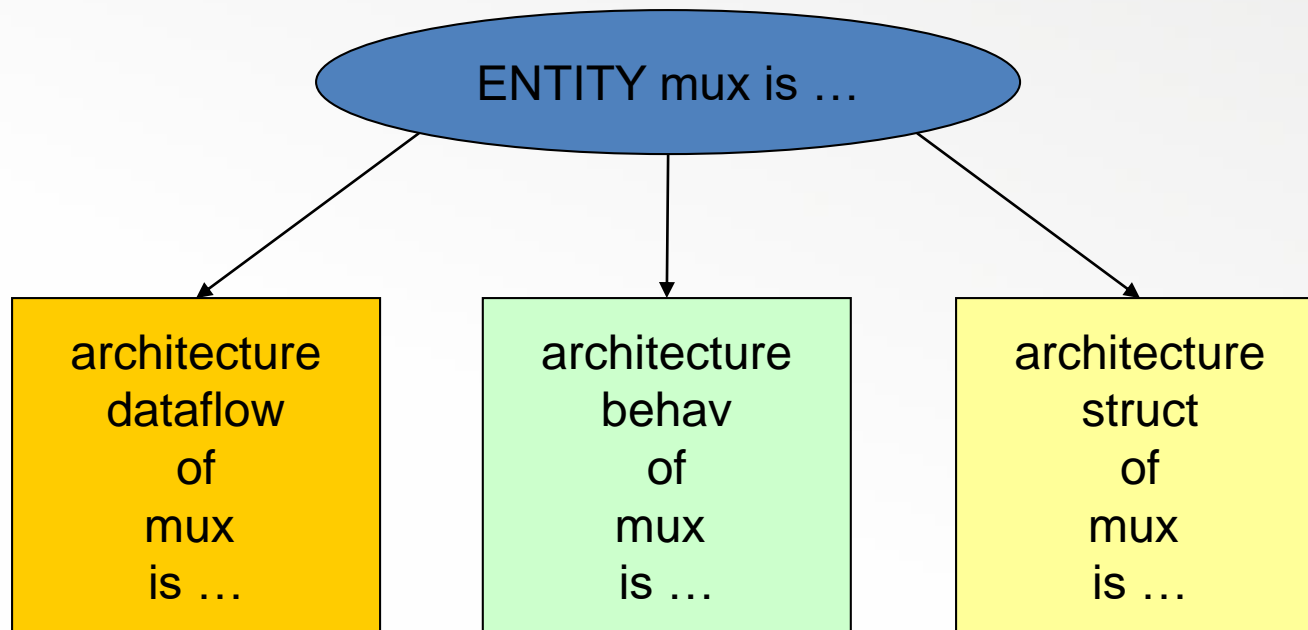 ENTITY mux is …
architecture
dataflow
of
mux
is …
architecture
behav
of
mux
is …
architecture
struct
of
mux
is …